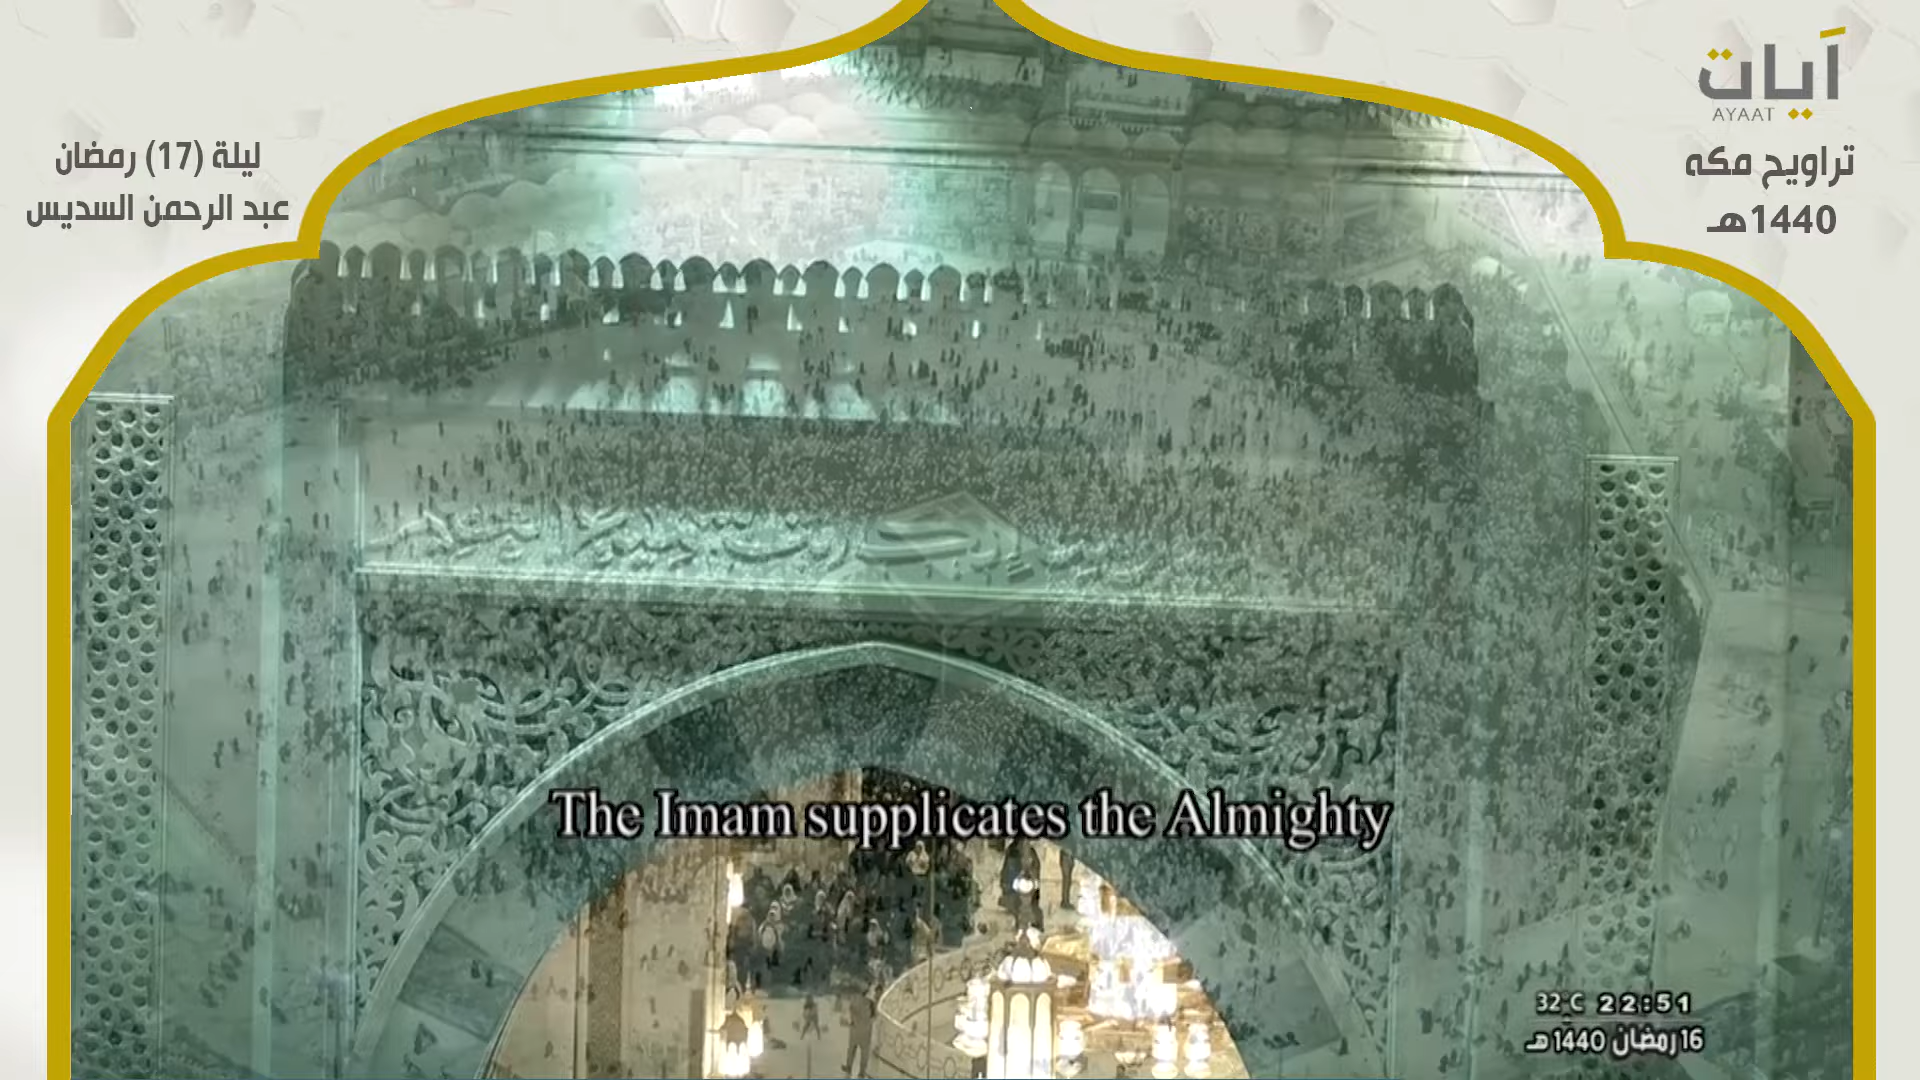 آيات
AYAAT
تراويح مكه
1440هـ
ليلة (17) رمضان
عبد الرحمن السديس
The Imam supplicates the Almighty
32°C 22:51
16 رمضان 1440هـ